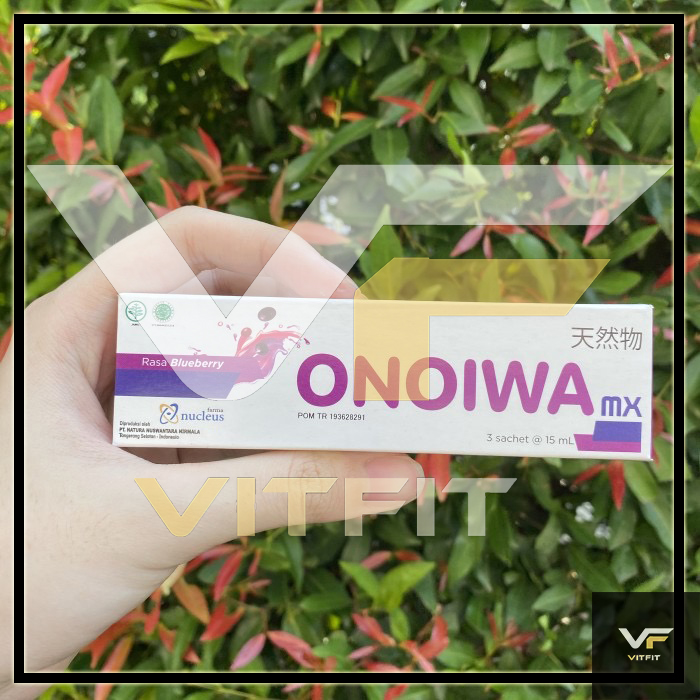 天然物
Rasa Blueberry
ONOIWA MX
nucleus farma
POM TR 193628291
Diproduksi oleh
PT. NATURA NUSWANTARA NIRMALA
Tangerang Selatan - Indonesia
3 sachet @ 15 mL
VF
VITFIT
VF
VITFIT